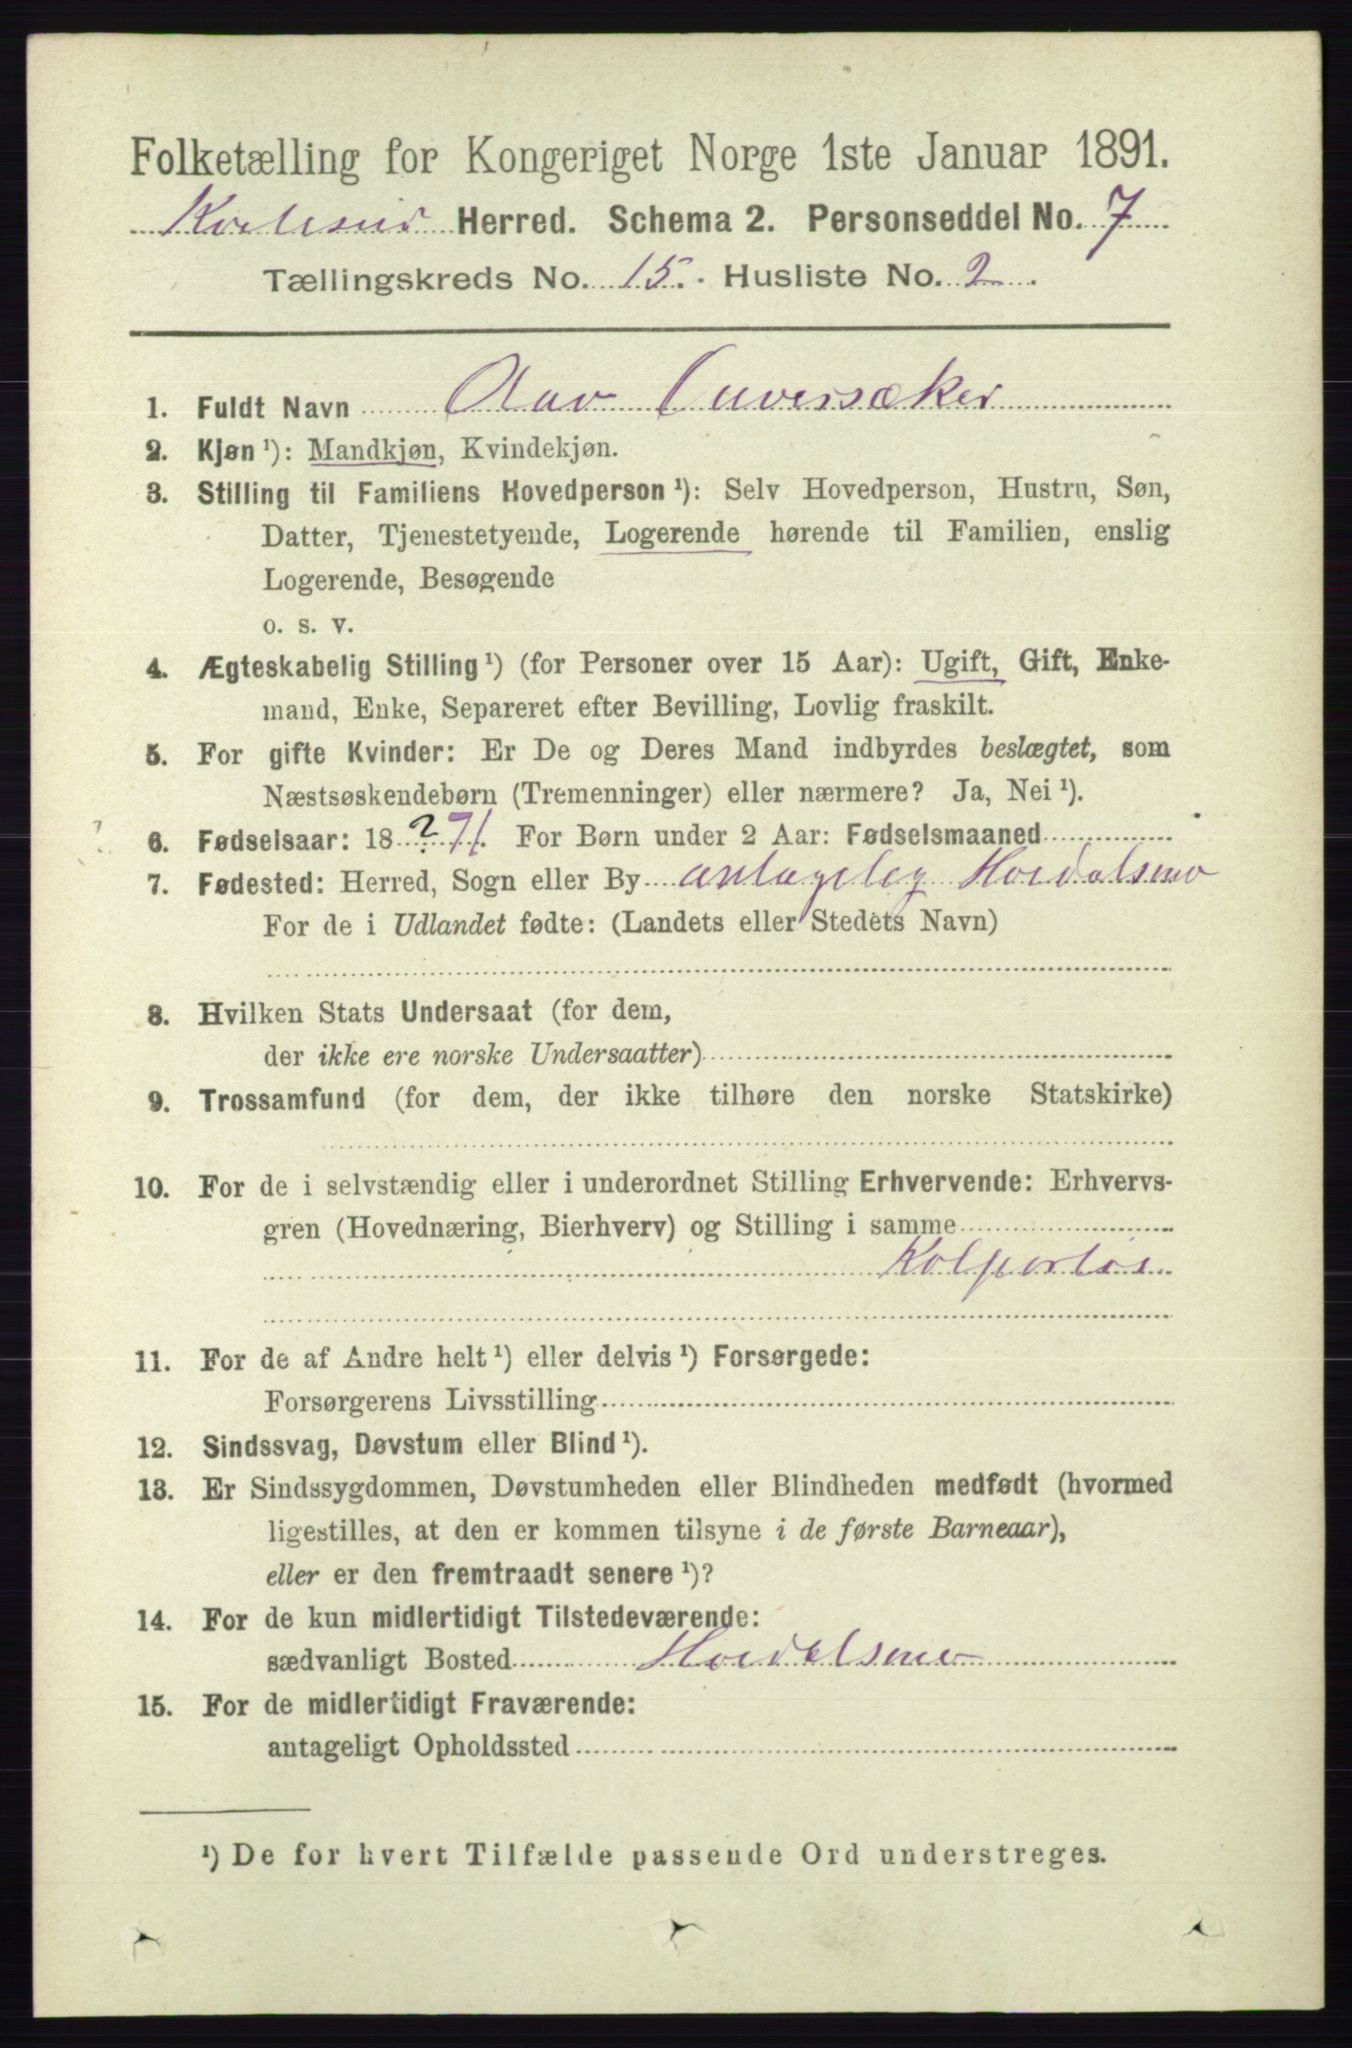 Folketælling for Kongeriget Norge 1ste Januar 1891.
Herred. Schema 2. Personseddel No. 7
Tællingskreds No. 15. Husliste No. 2.
1. Fuldt Navn
2. Kjøn ¹): Mandkjøn, Kvindekjøn.
3. Stilling til Familiens Hovedperson ¹): Selv Hovedperson, Hustru, Søn,
Datter, Tjenestetyende, Logerende hørende til Familien, enslig
Logerende, Besøgende
o. s. v.
4. Ægteskabelig Stilling ¹) (for Personer over 15 Aar): Ugift, Gift, Enke-
mand, Enke, Separeret efter Bevilling, Lovlig fraskilt.
5. For gifte Kvinder: Er De og Deres Mand indbyrdes beslægtet, som
Næstsøskendebørn (Tremenninger) eller nærmere? Ja, Nei ¹).
? 6. Fødselsaar: 18 ? 71. For Børn under 2 Aar: Fødselsmaaned
7. Fødested: Herred, Sogn eller By antagelig Hoidalsmo
For de i Udlandet fødte: (Landets eller Stedets Navn)
8. Hvilken Stats Undersaat (for dem,
der ikke ere norske Undersaatter)
9. Trossamfund (for dem, der ikke tilhøre den norske Statskirke)
10. For de i selvstændig eller i underordnet Stilling Erhvervende: Erhvervs-
gren (Hovednæring, Bierhverv) og Stilling i samme
Kolportør
11. For de af Andre helt ¹) eller delvis ¹) Forsørgede:
Forsørgerens Livsstilling
12. Sindssvag, Døvstum eller Blind ¹).
13. Er Sindssygdommen, Døvstumheden eller Blindheden medfødt (hvormed
ligestilles, at den er kommen tilsyne i de første Barneaar),
eller er den fremtraadt senere ¹)?
14. For de kun midlertidigt Tilstedeværende:
sædvanligt Bosted Hoidalsmo
15. For de midlertidigt Fraværende:
antageligt Opholdssted
¹) De for hvert Tilfælde passende Ord understreges.